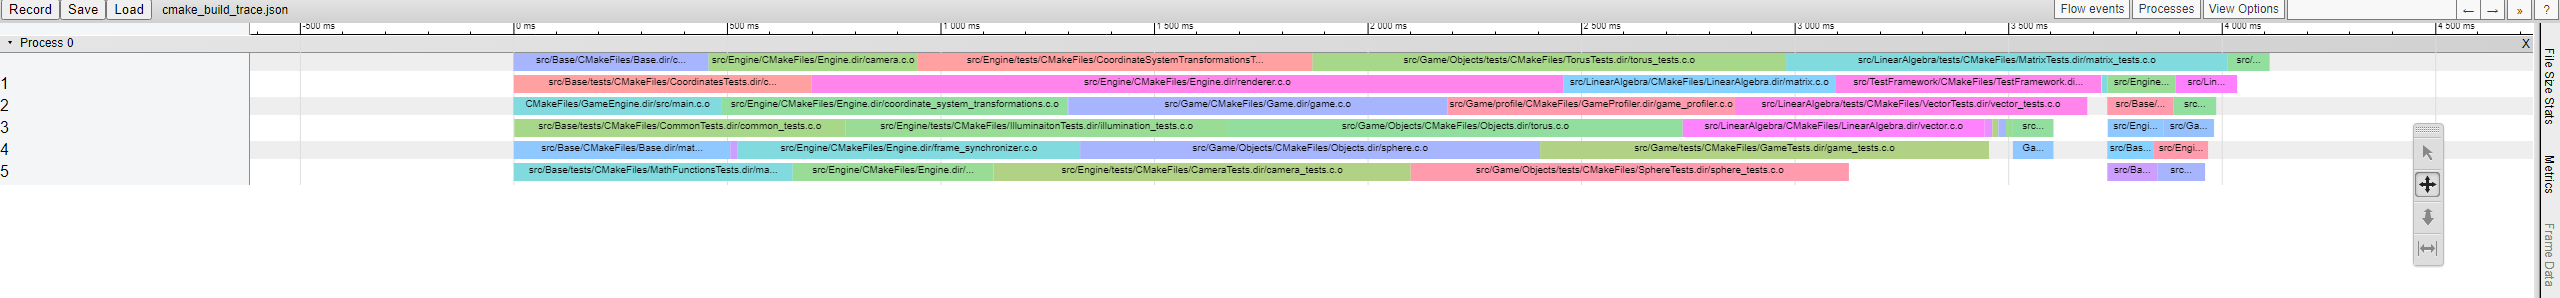 Record Save Load cmake_build_trace.json Flow events Processes View Options ← → » ?
-500 ms 0 ms 500 ms 1 000 ms 1 500 ms 2 000 ms 2 500 ms 3 000 ms 3 500 ms 4 000 ms 4 500 ms
Process 0 X
src/Base/CMakeFiles/Base.dir/c... src/Engine/CMakeFiles/Engine.dir/camera.c.o src/Engine/tests/CMakeFiles/CoordinateSystemTransformationsT... src/Game/Objects/tests/CMakeFiles/TorusTests.dir/torus_tests.c.o src/LinearAlgebra/tests/CMakeFiles/MatrixTests.dir/matrix_tests.c.o src/...
1 src/Base/tests/CMakeFiles/CoordinatesTests.dir/c... src/Engine/CMakeFiles/Engine.dir/renderer.c.o src/LinearAlgebra/CMakeFiles/LinearAlgebra.dir/matrix.c.o src/TestFramework/CMakeFiles/TestFramework.di... src/Engine... src/Lin...
2 CMakeFiles/GameEngine.dir/src/main.c.o src/Engine/CMakeFiles/Engine.dir/coordinate_system_transformations.c.o src/Game/CMakeFiles/Game.dir/game.c.o src/Game/profile/CMakeFiles/GameProfiler.dir/game_profiler.c.o src/LinearAlgebra/tests/CMakeFiles/VectorTests.dir/vector_tests.c.o src/Base/... src...
3 src/Base/tests/CMakeFiles/CommonTests.dir/common_tests.c.o src/Engine/tests/CMakeFiles/IlluminaitonTests.dir/illumination_tests.c.o src/Game/Objects/CMakeFiles/Objects.dir/torus.c.o src/LinearAlgebra/CMakeFiles/LinearAlgebra.dir/vector.c.o src... src/Engi... src/Ga...
4 src/Base/CMakeFiles/Base.dir/mat... src/Engine/CMakeFiles/Engine.dir/frame_synchronizer.c.o src/Game/Objects/CMakeFiles/Objects.dir/sphere.c.o src/Game/tests/CMakeFiles/GameTests.dir/game_tests.c.o Ga... src/Bas... src/Engi...
5 src/Base/tests/CMakeFiles/MathFunctionsTests.dir/ma... src/Engine/CMakeFiles/Engine.dir/... src/Engine/tests/CMakeFiles/CameraTests.dir/camera_tests.c.o src/Game/Objects/tests/CMakeFiles/SphereTests.dir/sphere_tests.c.o src/Ba... src...
File Size Stats
Metrics
Frame Data